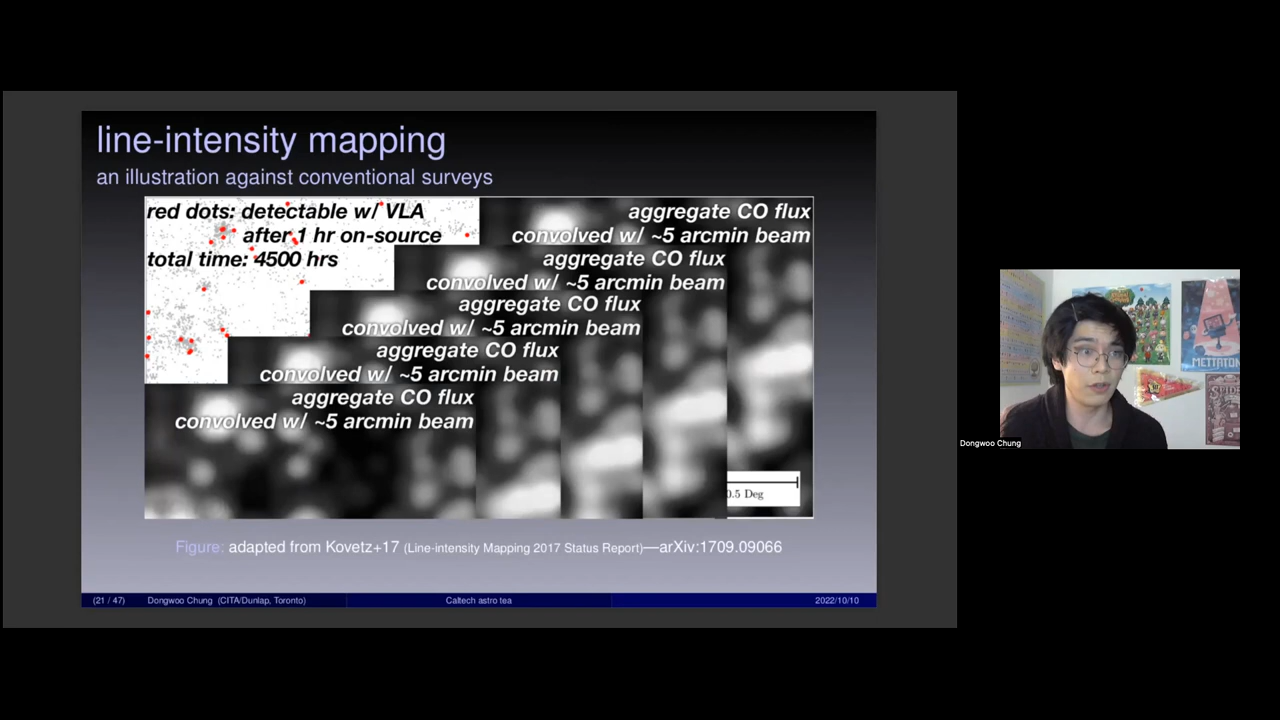 line-intensity mapping
an illustration against conventional surveys
red dots: detectable w/ VLA
after 1 hr on-source
total time: 4500 hrs
aggregate CO flux
convolved w/ ~5 arcmin beam
aggregate CO flux
convolved w/ ~5 arcmin beam
aggregate CO flux
convolved w/ ~5 arcmin beam
aggregate CO flux
convolved w/ ~5 arcmin beam
aggregate CO flux
convolved w/ ~5 arcmin beam
0.5 Deg
Figure: adapted from Kovetz+17 (Line-intensity Mapping 2017 Status Report)—arXiv:1709.09066
(21 / 47) Dongwoo Chung (CITA/Dunlap, Toronto) Caltech astro tea 2022/10/10
METTATON
Dongwoo Chung